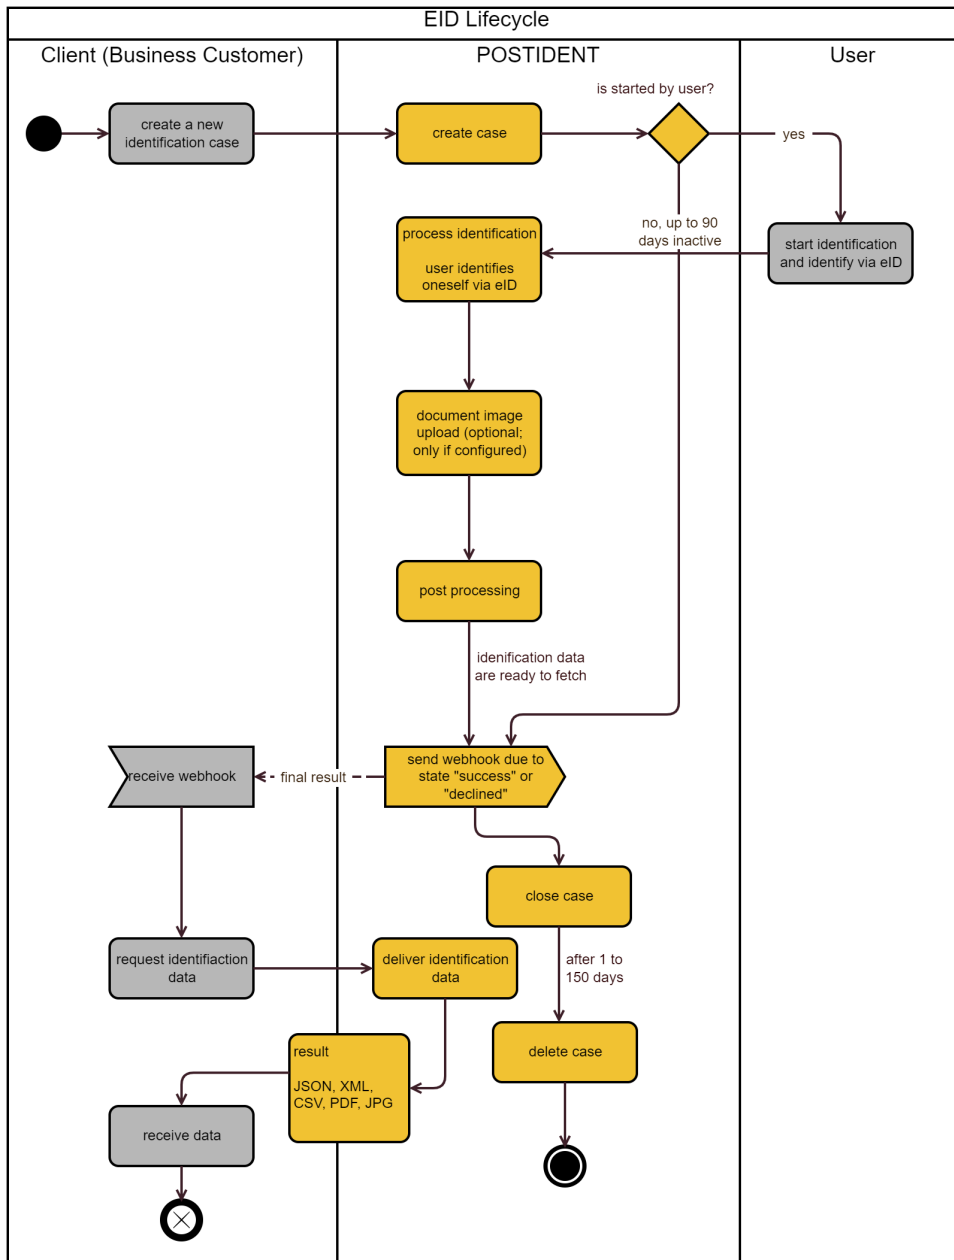 EID Lifecycle
Client (Business Customer)
POSTIDENT
User
is started by user?
create a new
identification case
create case
yes
no, up to 90
days inactive
process identification
user identifies
oneself via eID
start identification
and identify via eID
document image
upload (optional;
only if configured)
post processing
idenification data
are ready to fetch
receive webhook
final result
send webhook due to
state "success" or
"declined"
close case
request identifiaction
data
deliver identification
data
after 1 to
150 days
result
JSON, XML,
CSV, PDF, JPG
delete case
receive data